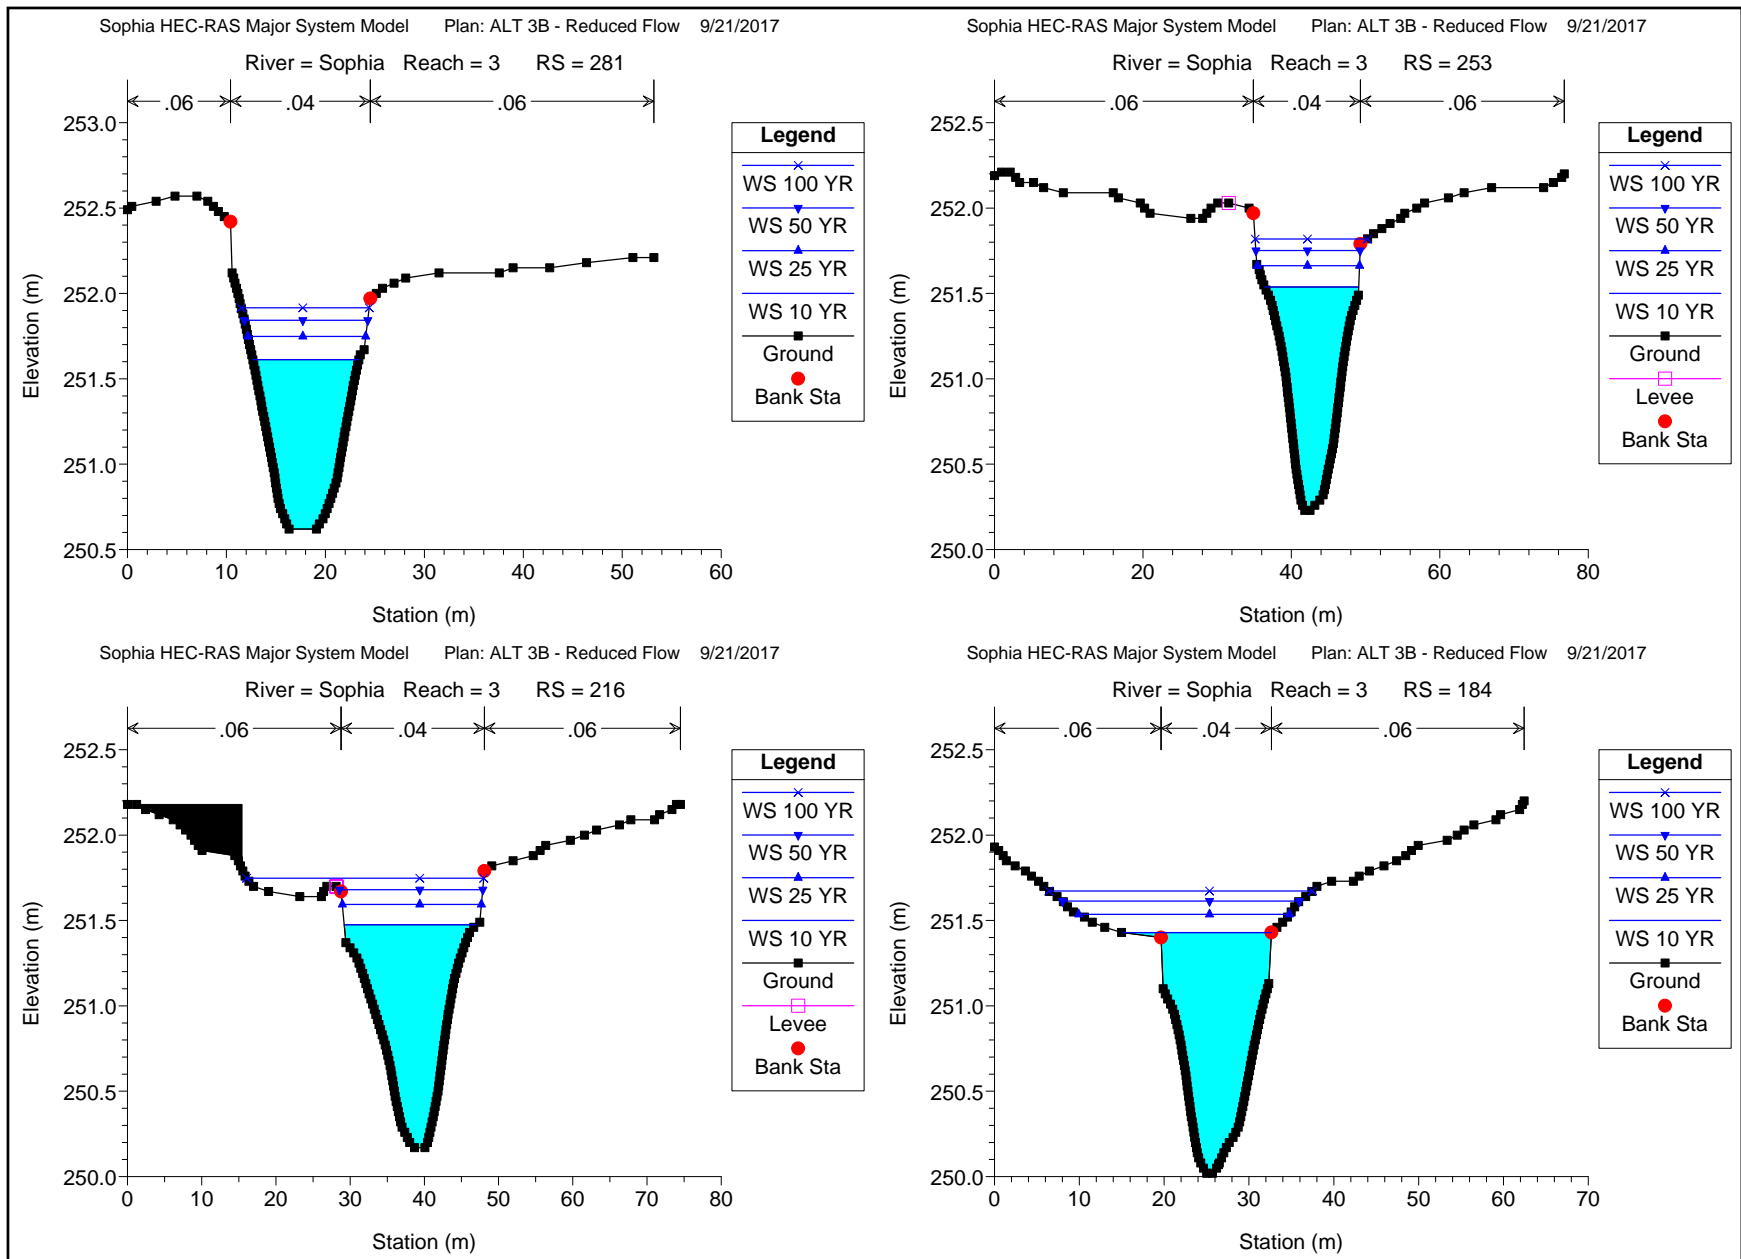 Sophia HEC-RAS Major System Model Plan: ALT 3B - Reduced Flow 9/21/2017
River = Sophia Reach = 3 RS = 281
.06 .04 .06
253.0
252.5
252.0
251.5
251.0
250.5
Elevation (m)
0 10 20 30 40 50 60
Station (m)
Legend
WS 100 YR
WS 50 YR
WS 25 YR
WS 10 YR
Ground
Bank Sta
Sophia HEC-RAS Major System Model Plan: ALT 3B - Reduced Flow 9/21/2017
River = Sophia Reach = 3 RS = 253
.06 .04 .06
252.5
252.0
251.5
251.0
250.5
250.0
Elevation (m)
0 20 40 60 80
Station (m)
Legend
WS 100 YR
WS 50 YR
WS 25 YR
WS 10 YR
Ground
Levee
Bank Sta
Sophia HEC-RAS Major System Model Plan: ALT 3B - Reduced Flow 9/21/2017
River = Sophia Reach = 3 RS = 216
.06 .04 .06
252.5
252.0
251.5
251.0
250.5
250.0
Elevation (m)
0 10 20 30 40 50 60 70 80
Station (m)
Legend
WS 100 YR
WS 50 YR
WS 25 YR
WS 10 YR
Ground
Levee
Bank Sta
Sophia HEC-RAS Major System Model Plan: ALT 3B - Reduced Flow 9/21/2017
River = Sophia Reach = 3 RS = 184
.06 .04 .06
252.5
252.0
251.5
251.0
250.5
250.0
Elevation (m)
0 10 20 30 40 50 60 70
Station (m)
Legend
WS 100 YR
WS 50 YR
WS 25 YR
WS 10 YR
Ground
Bank Sta